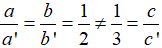 a/a' = b/b' = 1/2 ≠ 1/3 = c/c'